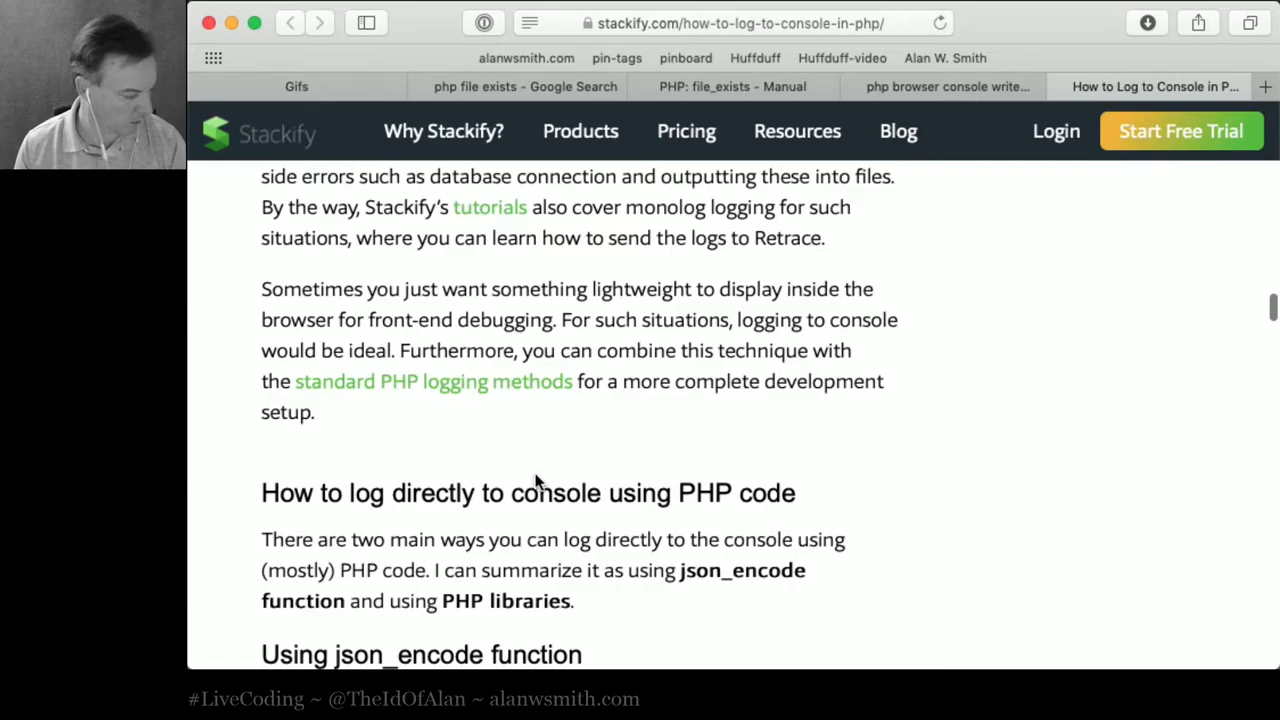 stackify.com/how-to-log-to-console-in-php/
alanwsmith.com pin-tags pinboard Huffduff Huffduff-video Alan W. Smith
Gifs php file exists - Google Search PHP: file_exists - Manual php browser console write... How to Log to Console in P...
Stackify Why Stackify? Products Pricing Resources Blog Login Start Free Trial
side errors such as database connection and outputting these into files.
By the way, Stackify's tutorials also cover monolog logging for such
situations, where you can learn how to send the logs to Retrace.
Sometimes you just want something lightweight to display inside the
browser for front-end debugging. For such situations, logging to console
would be ideal. Furthermore, you can combine this technique with
the standard PHP logging methods for a more complete development
setup.
How to log directly to console using PHP code
There are two main ways you can log directly to the console using
(mostly) PHP code. I can summarize it as using json_encode
function and using PHP libraries.
Using json_encode function
#LiveCoding ~ @TheIdOfAlan ~ alanwsmith.com